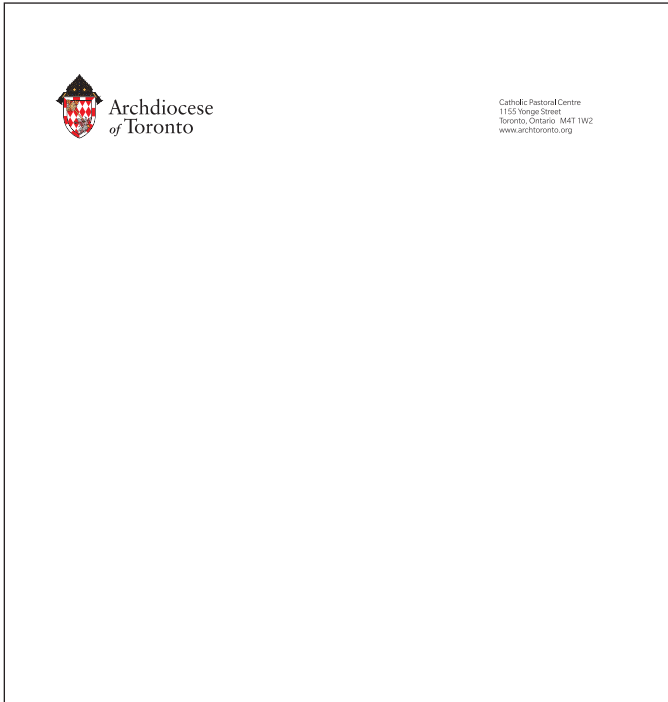 Archdiocese
of Toronto
Catholic Pastoral Centre
1155 Yonge Street
Toronto, Ontario M4T 1W2
www.archtoronto.org